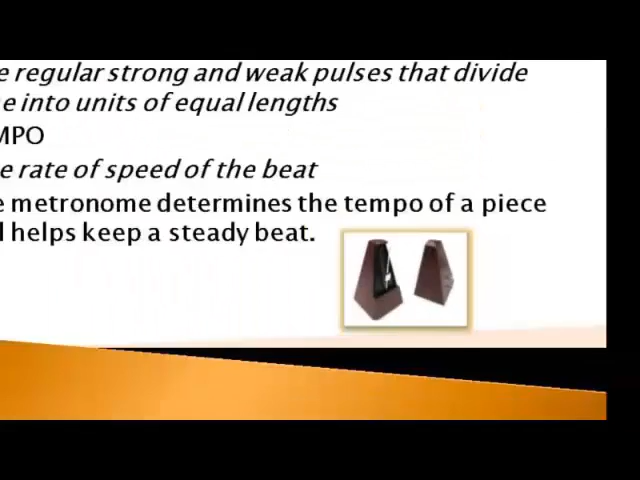 e regular strong and weak pulses that divide
e into units of equal lengths
MPO
e rate of speed of the beat
e metronome determines the tempo of a piece
d helps keep a steady beat.